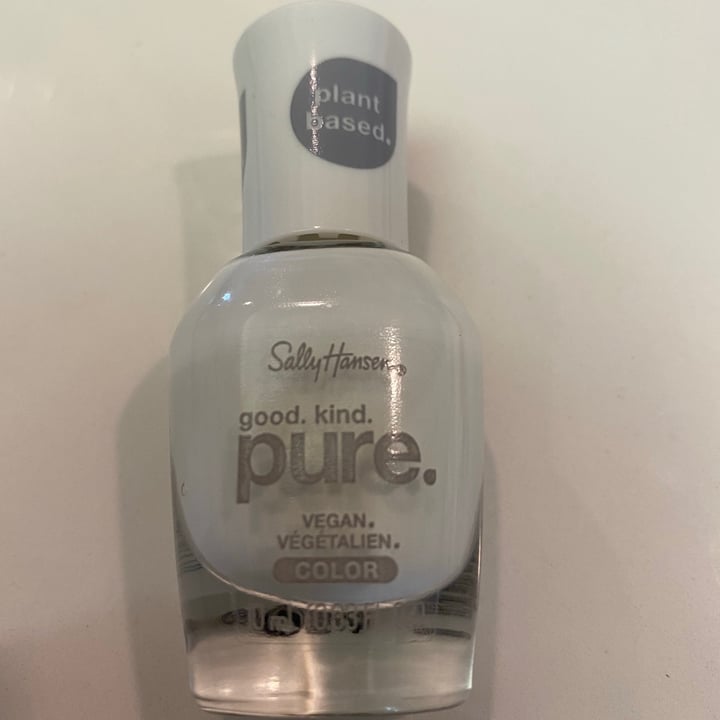 plant
based.
Sally Hansen®
good. kind.
pure.
VEGAN.
VÉGÉTALIEN.
COLOR